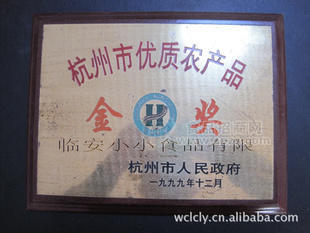 杭州市优质农产品
金 H 奖
临安小小食品有限
杭州市人民政府
一九九九年十二月
www.wclcly.cn.alibaba.com